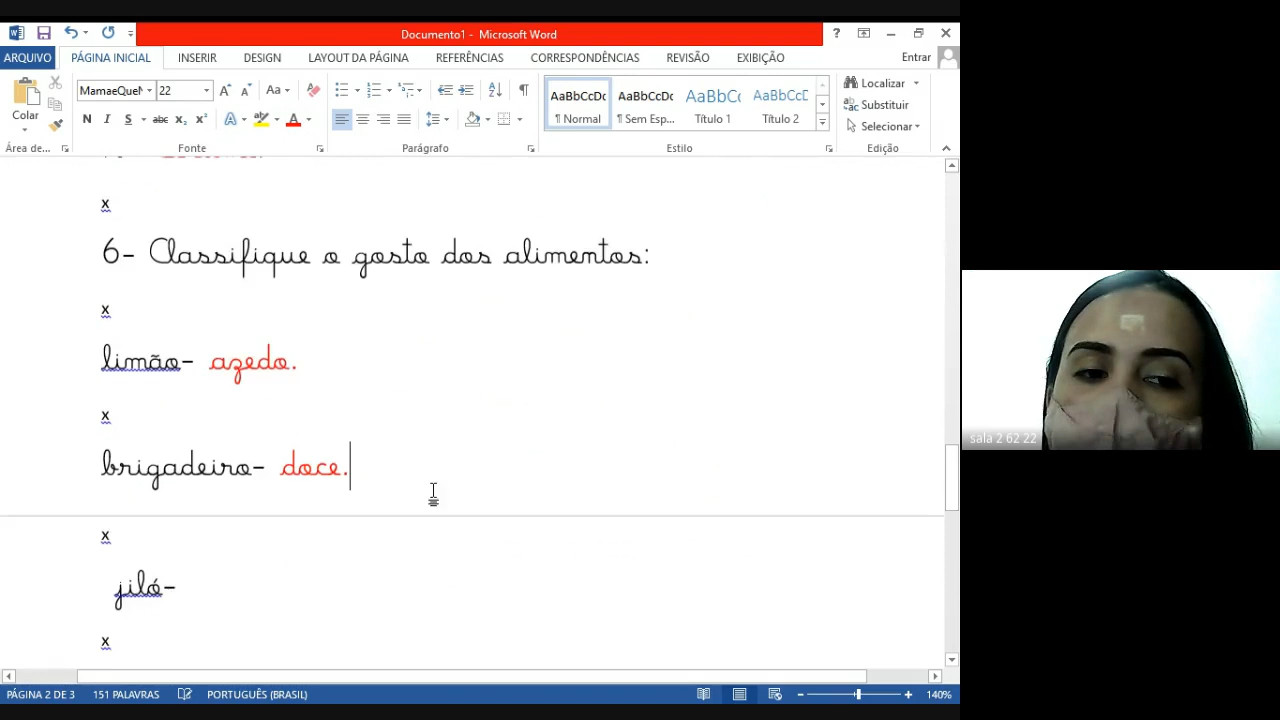 Documento1 - Microsoft Word
ARQUIVO PÁGINA INICIAL INSERIR DESIGN LAYOUT DA PÁGINA REFERÊNCIAS CORRESPONDÊNCIAS REVISÃO EXIBIÇÃO Entrar
Colar
MamaeQueN 22
Aa
N I S abc x₂ x² A A
AaBbCcDc AaBbCcDc AaBbC( AaBbCcD
¶ Normal ¶ Sem Esp... Título 1 Título 2
Localizar
Substituir
Selecionar
Área de... Fonte Parágrafo Estilo Edição
x
6- Classifique o gosto dos alimentos:
x
limão- azedo.
x
brigadeiro- doce.
x
jiló-
x
sala 2 62 22
PÁGINA 2 DE 3 151 PALAVRAS PORTUGUÊS (BRASIL) 140%